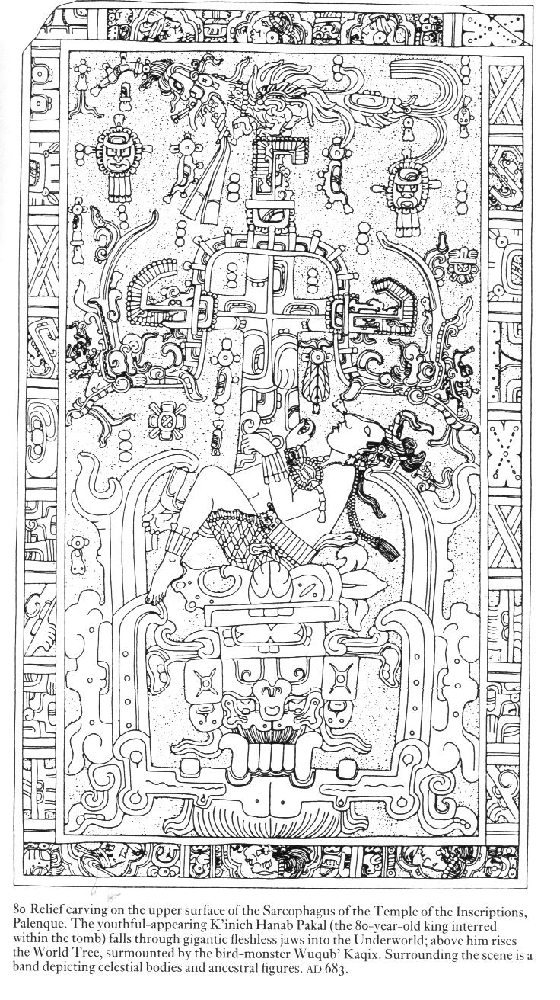 80 Relief carving on the upper surface of the Sarcophagus of the Temple of the Inscriptions,
Palenque. The youthful-appearing K'inich Hanab Pakal (the 80-year-old king interred
within the tomb) falls through gigantic fleshless jaws into the Underworld; above him rises
the World Tree, surmounted by the bird-monster Wuqub' Kaqix. Surrounding the scene is a
band depicting celestial bodies and ancestral figures. AD 683.